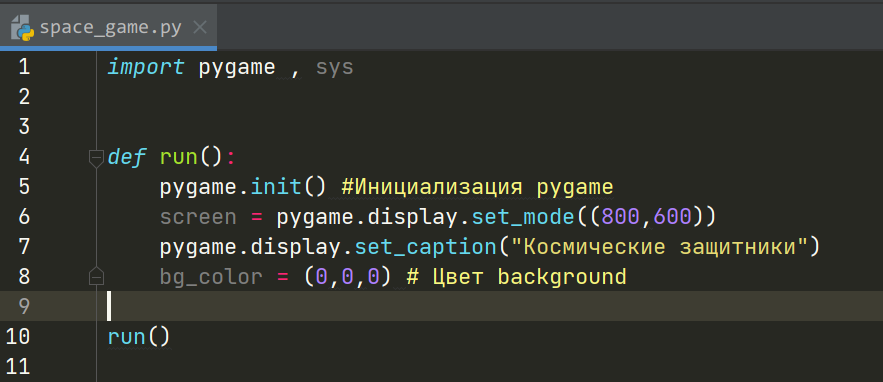 space_game.py
1 import pygame , sys
2
3
4 def run():
5 pygame.init() #Инициализация pygame
6 screen = pygame.display.set_mode((800,600))
7 pygame.display.set_caption("Космические защитники")
8 bg_color = (0,0,0) # Цвет background
9
10 run()
11